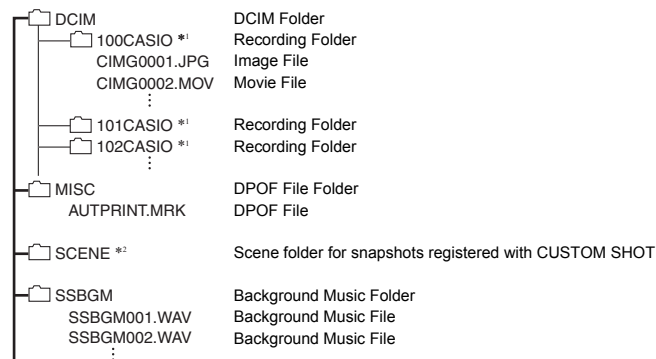 DCIM DCIM Folder
100CASIO *1 Recording Folder
CIMG0001.JPG Image File
CIMG0002.MOV Movie File
⋮
101CASIO *1 Recording Folder
102CASIO *1 Recording Folder
⋮
MISC DPOF File Folder
AUTPRINT.MRK DPOF File
SCENE *2 Scene folder for snapshots registered with CUSTOM SHOT
SSBGM Background Music Folder
SSBGM001.WAV Background Music File
SSBGM002.WAV Background Music File
⋮